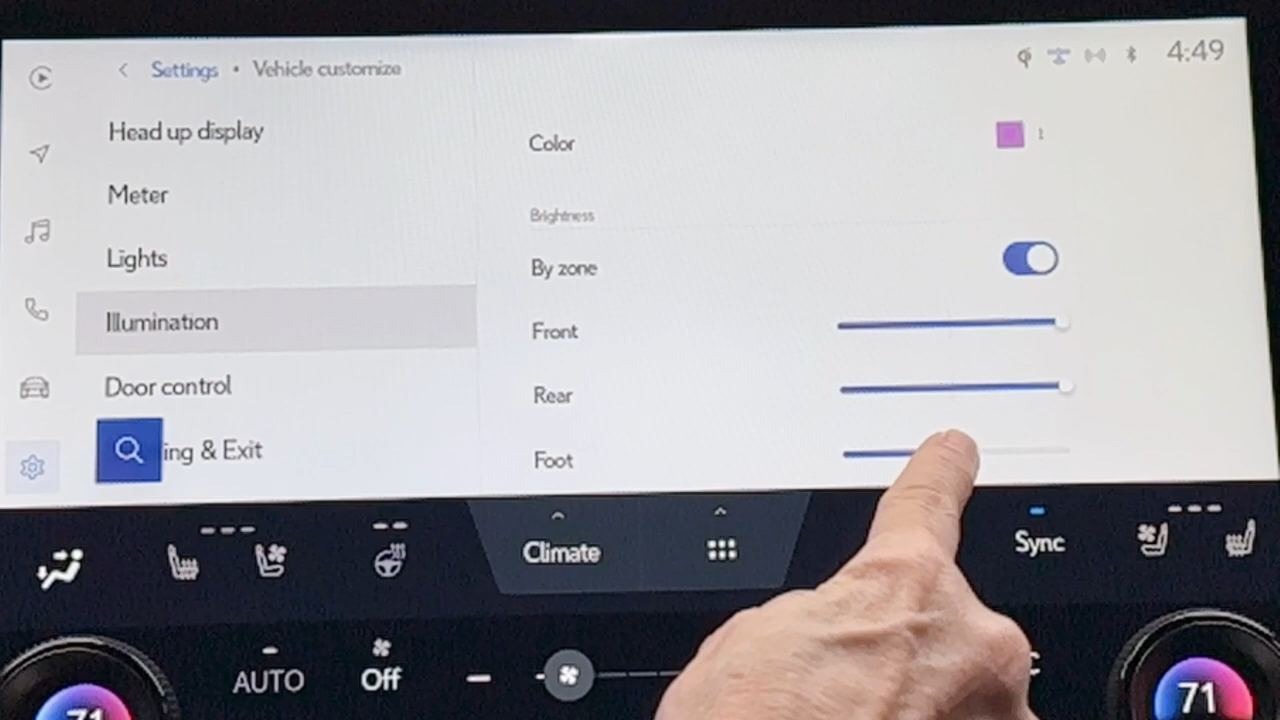 Settings • Vehicle customize
4:49
Head up display
Meter
Lights
Illumination
Door control
ing & Exit
Color
Brightness
By zone
Front
Rear
Foot
Climate
Sync
AUTO
Off
71
71